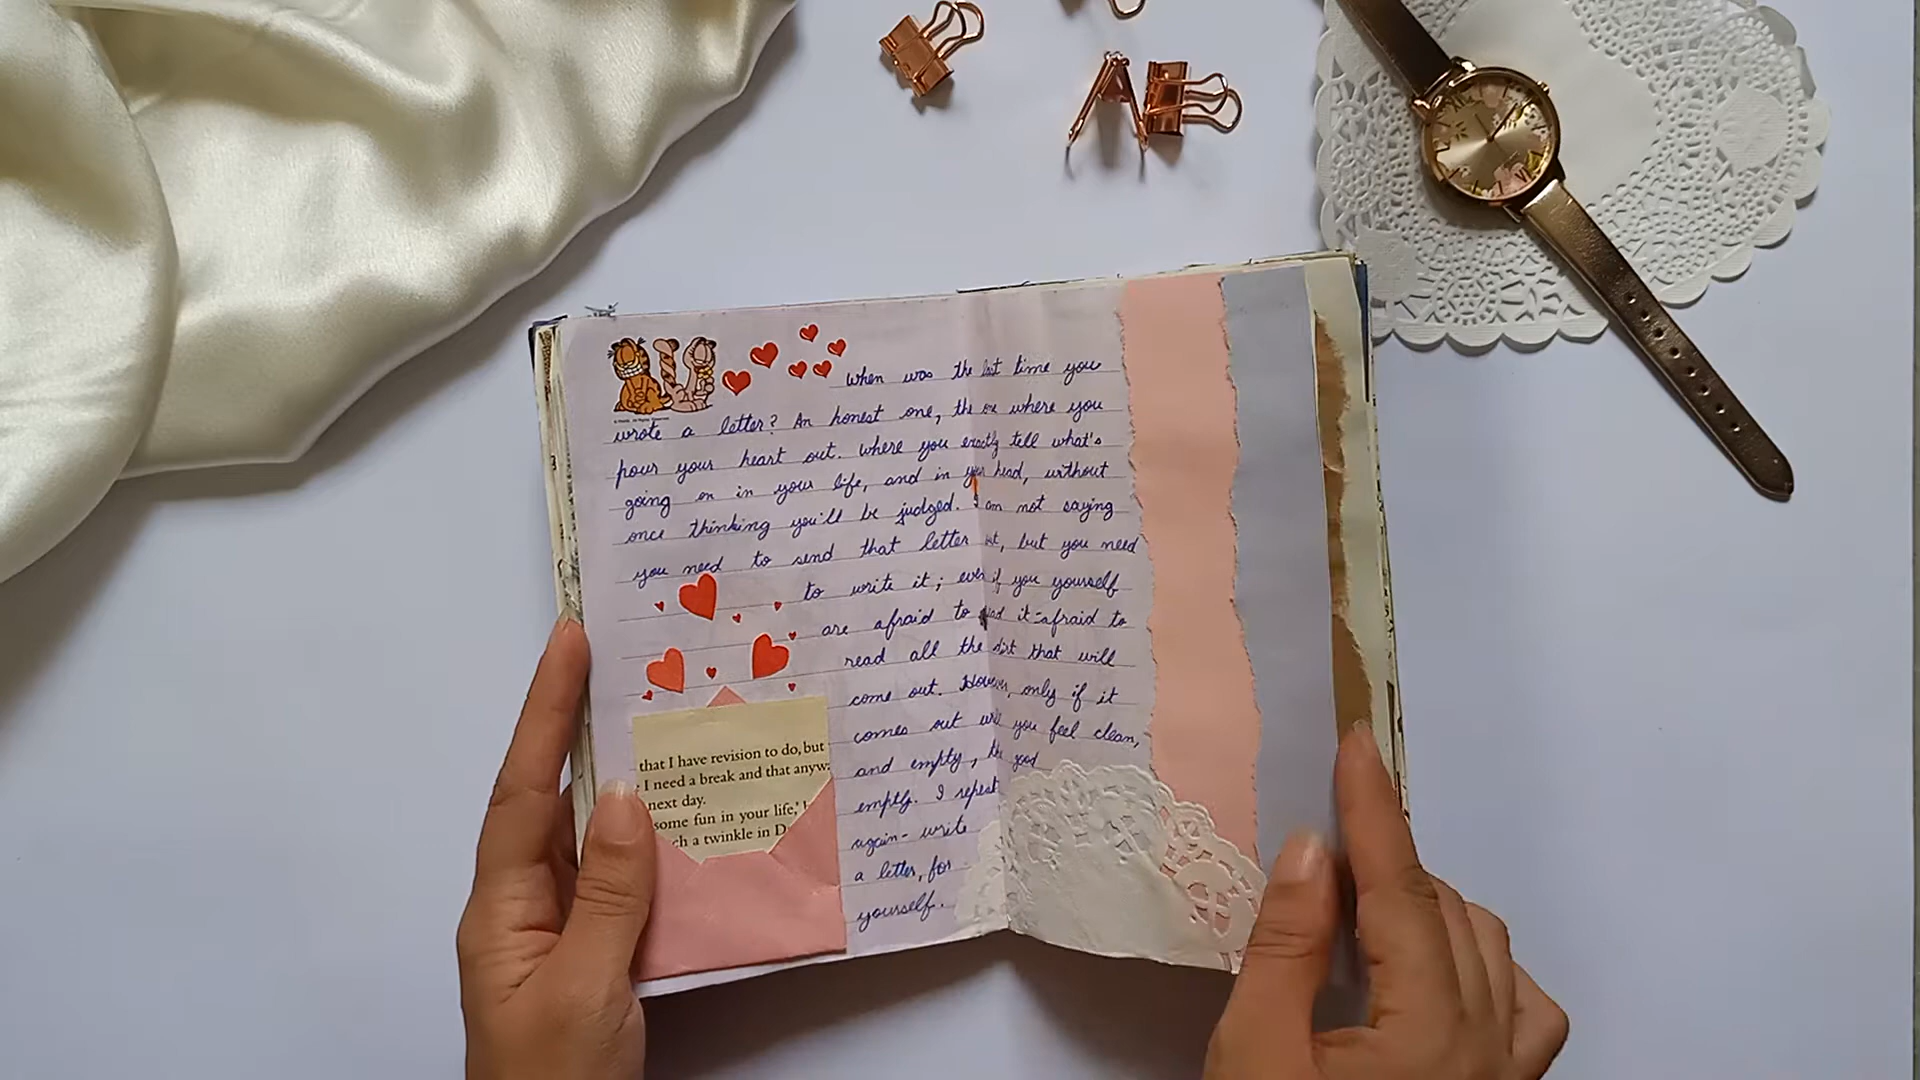 When was the last time you
wrote a letter? An honest one, the one where you
pour your heart out. Where you exactly tell what's
going on in your life, and in your head, without
once thinking you'll be judged. I am not saying
you need to send that letter but, but you need
to write it; even if you yourself
are afraid to read it-afraid to
read all the dirt that will
come out. However, only if it
comes out will you feel clean,
and empty, the good
empty. I repeat
again- write
a letter, for
yourself.
that I have revision to do, but
I need a break and that anyw
next day.
some fun in your life,'
ch a twinkle in D